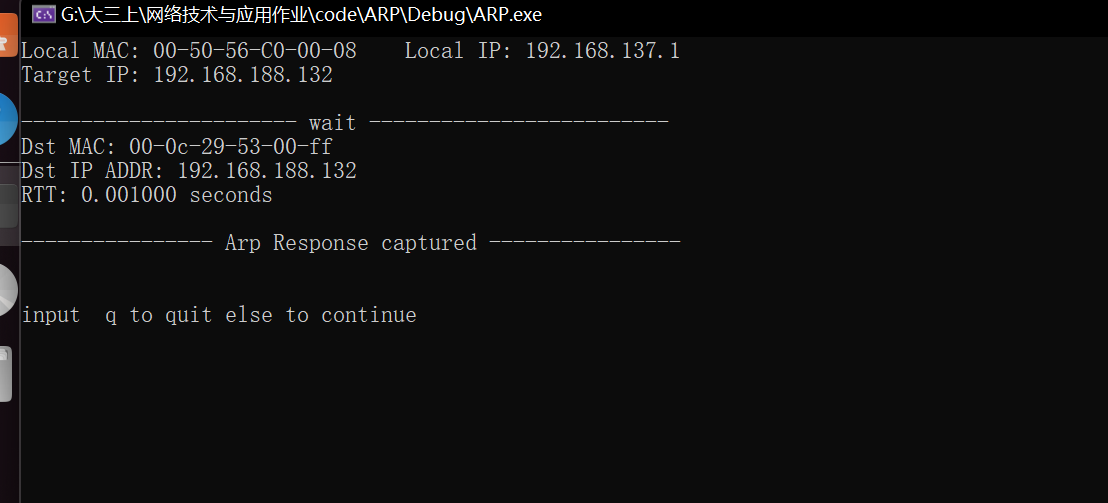 G:\大三上\网络技术与应用作业\code\ARP\Debug\ARP.exe
Local MAC: 00-50-56-C0-00-08    Local IP: 192.168.137.1
Target IP: 192.168.188.132
----------------------- wait -------------------------
Dst MAC: 00-0c-29-53-00-ff
Dst IP ADDR: 192.168.188.132
RTT: 0.001000 seconds
---------------- Arp Response captured ----------------
input  q to quit else to continue